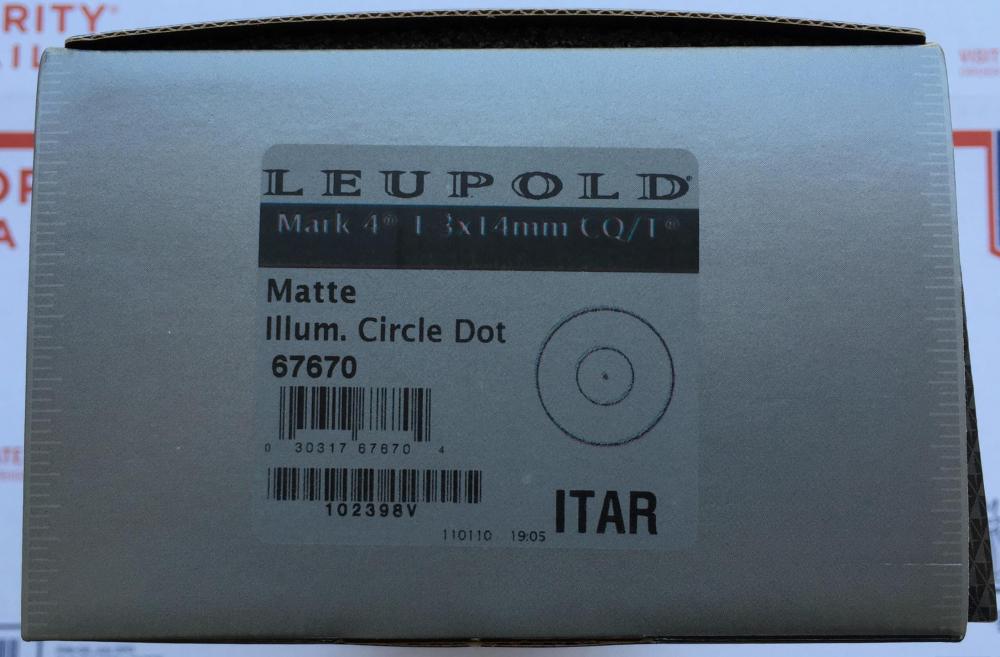 LEUPOLD®
Mark 4® 1-3x14mm CQ/T®
Matte
Illum. Circle Dot
67670
0 30317 67670 4
102398V
110110 19:05
ITAR